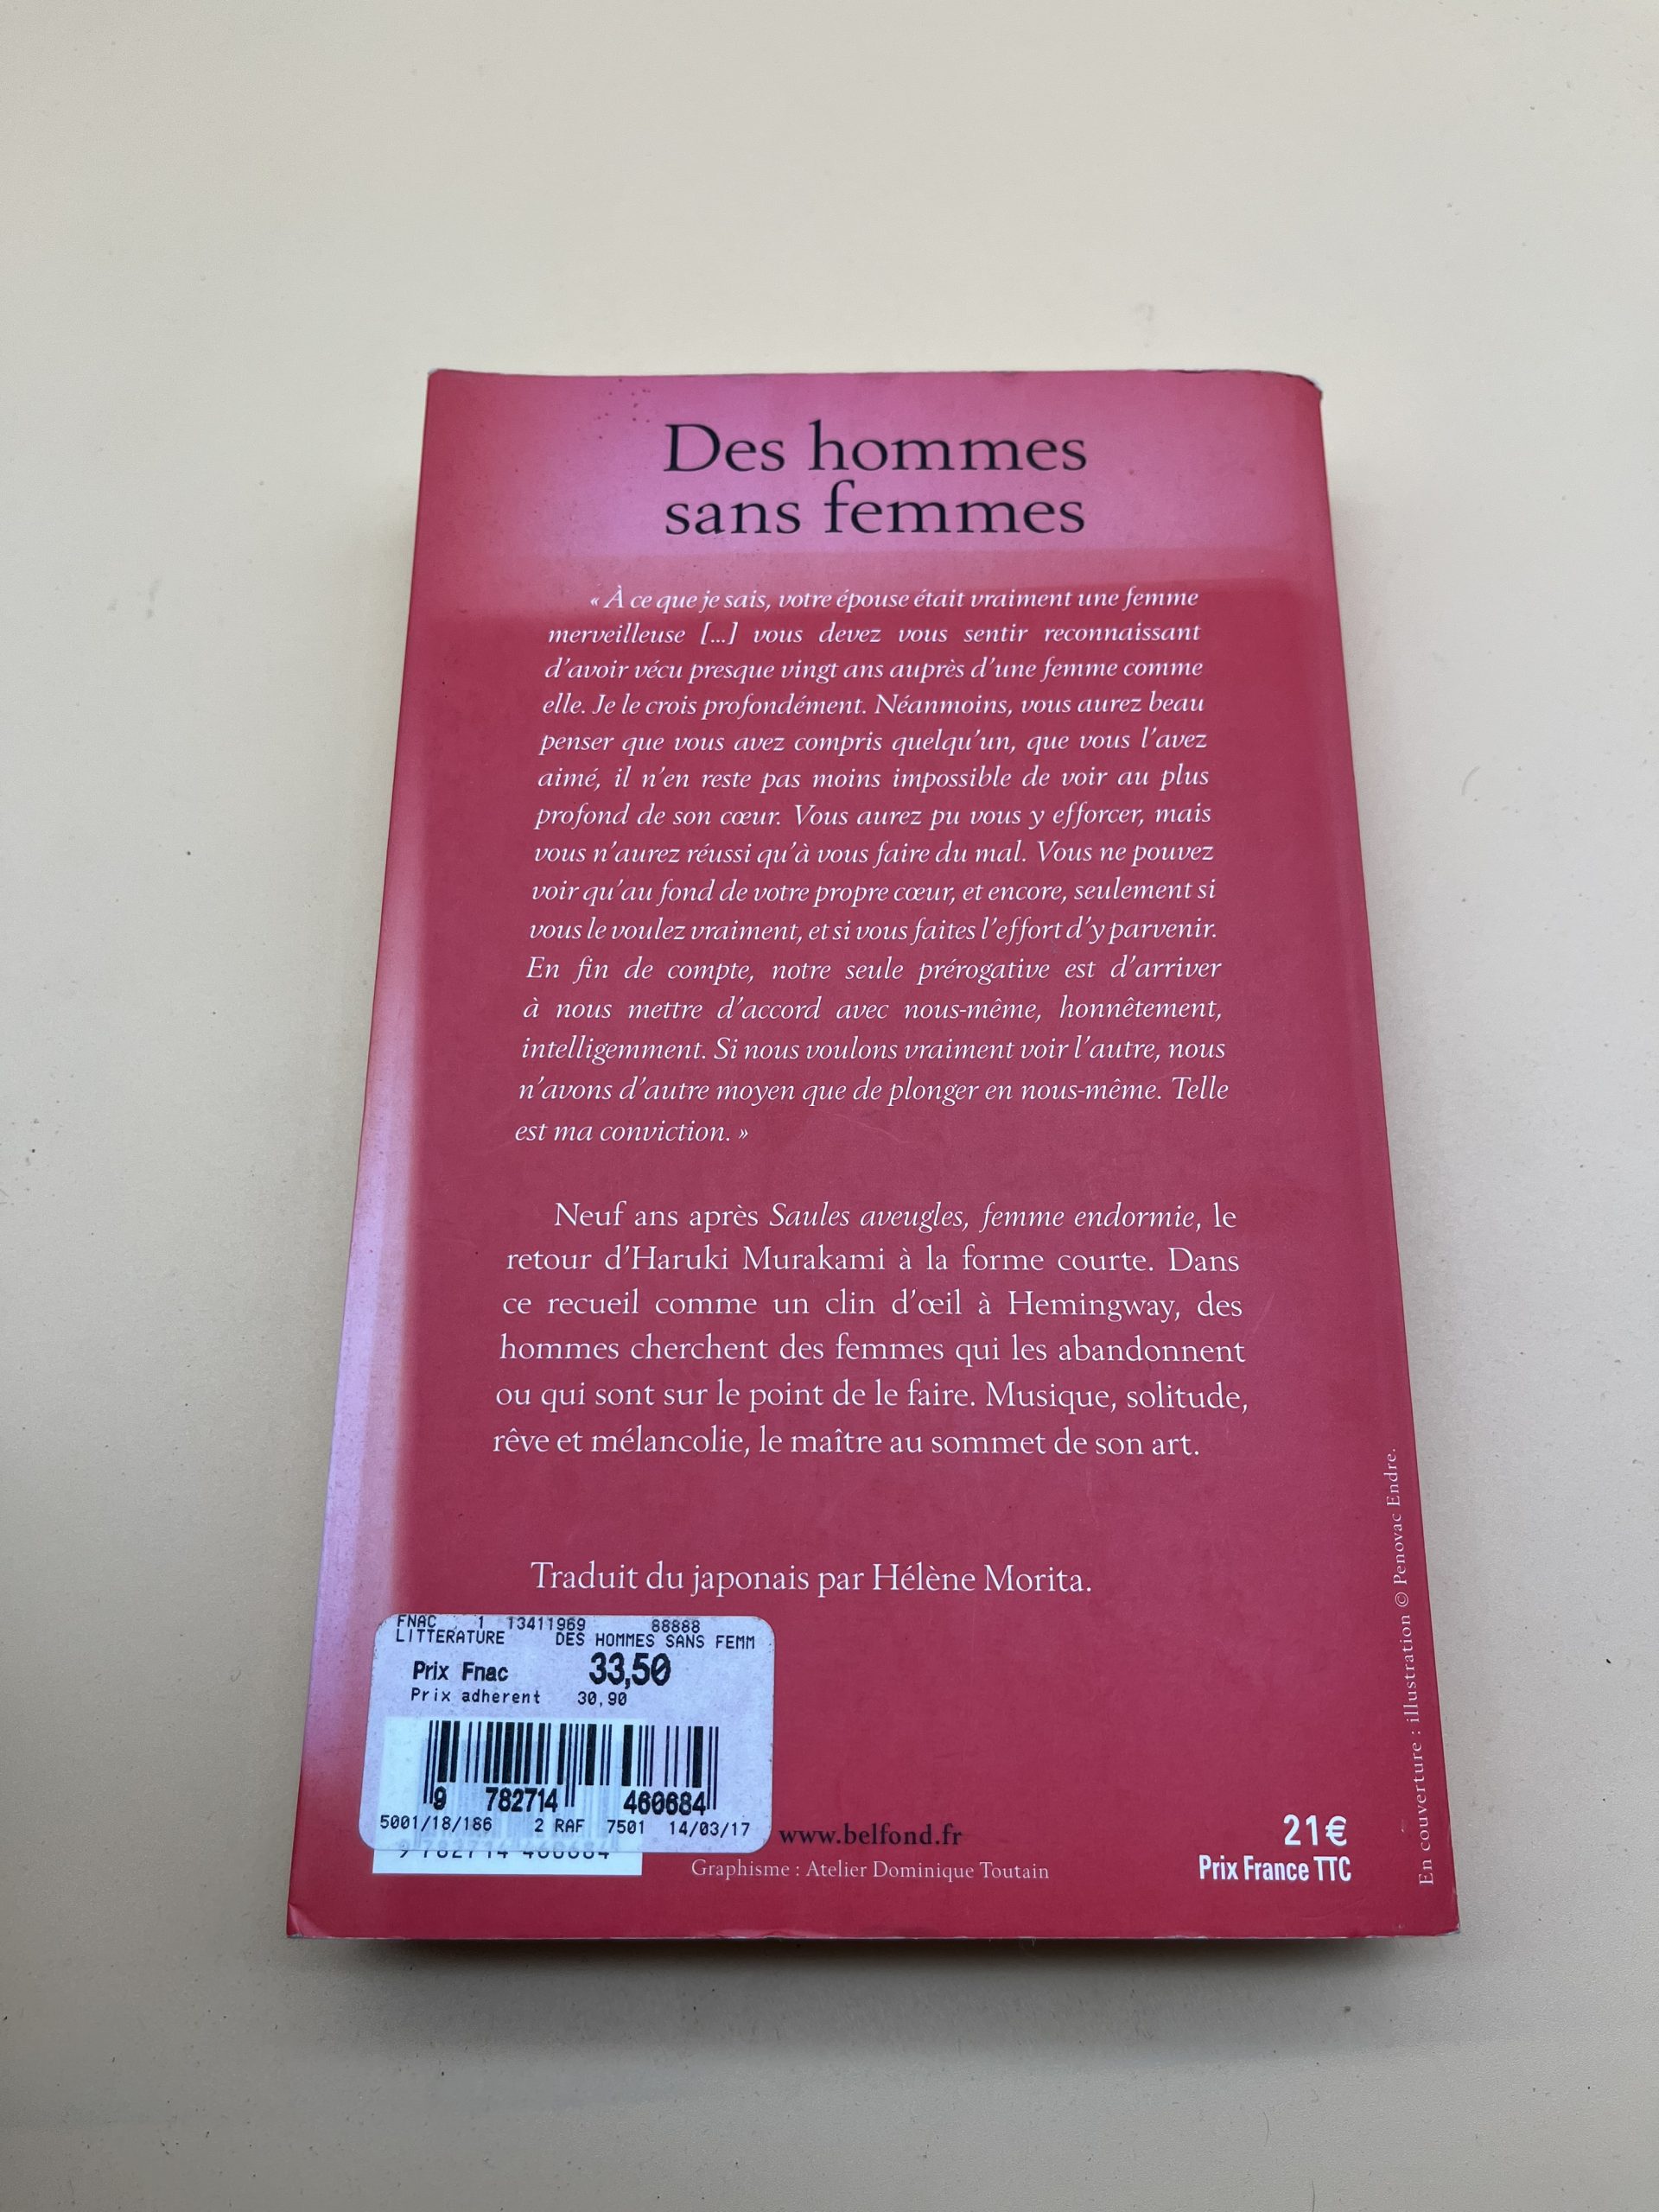 Des hommes
sans femmes
« À ce que je sais, votre épouse était vraiment une femme
merveilleuse [...] vous devez vous sentir reconnaissant
d'avoir vécu presque vingt ans auprès d'une femme comme
elle. Je le crois profondément. Néanmoins, vous aurez beau
penser que vous avez compris quelqu'un, que vous l'avez
aimé, il n'en reste pas moins impossible de voir au plus
profond de son cœur. Vous aurez pu vous y efforcer, mais
vous n'aurez réussi qu'à vous faire du mal. Vous ne pouvez
voir qu'au fond de votre propre cœur, et encore, seulement si
vous le voulez vraiment, et si vous faites l'effort d'y parvenir.
En fin de compte, notre seule prérogative est d'arriver
à nous mettre d'accord avec nous-même, honnêtement,
intelligemment. Si nous voulons vraiment voir l'autre, nous
n'avons d'autre moyen que de plonger en nous-même. Telle
est ma conviction. »
Neuf ans après Saules aveugles, femme endormie, le
retour d'Haruki Murakami à la forme courte. Dans
ce recueil comme un clin d'œil à Hemingway, des
hommes cherchent des femmes qui les abandonnent
ou qui sont sur le point de le faire. Musique, solitude,
rêve et mélancolie, le maître au sommet de son art.
Traduit du japonais par Hélène Morita.
FNAC 1 13411969 88888
LITTERATURE DES HOMMES SANS FEMM
Prix Fnac 33,50
Prix adherent 30,90
9 782714 460684
5001/18/186 2 RAF 7501 14/03/17
9 782714 460684
www.belfond.fr
Graphisme : Atelier Dominique Toutain
21€
Prix France TTC
En couverture : illustration © Penovac Endre.